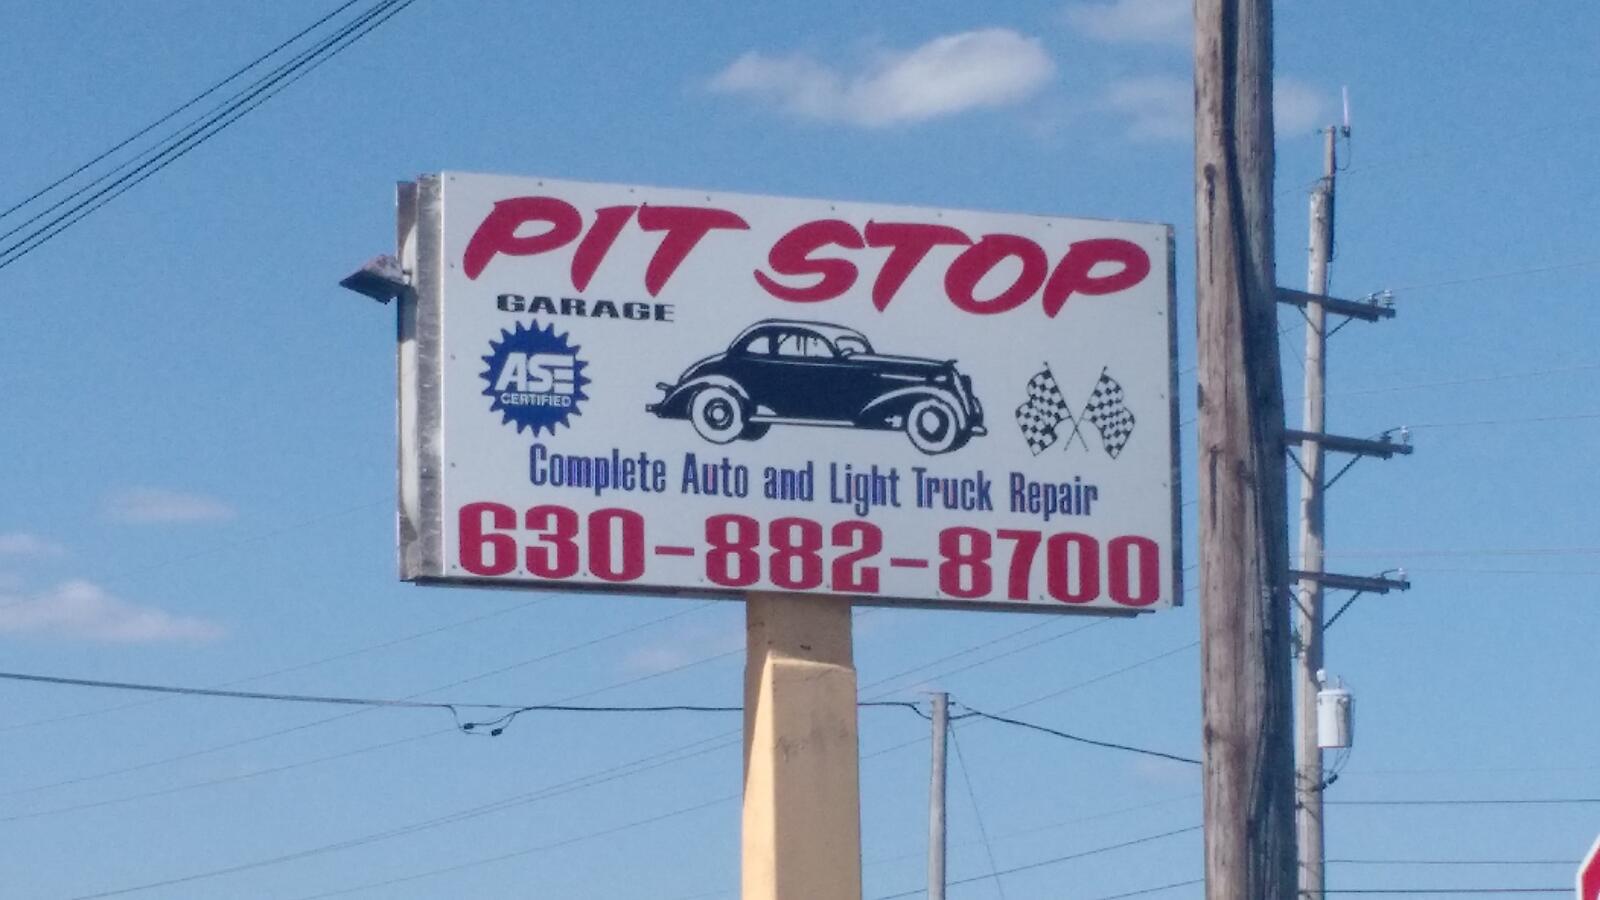 PIT STOP
GARAGE
ASE
CERTIFIED
Complete Auto and Light Truck Repair
630-882-8700